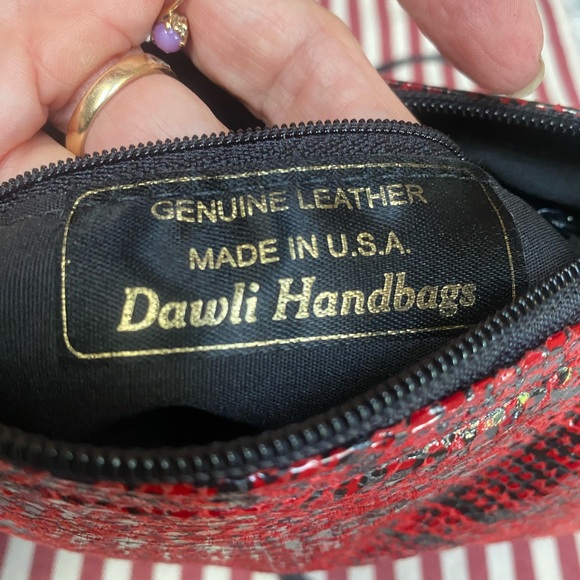 GENUINE LEATHER
MADE IN U.S.A.
Dawli Handbags